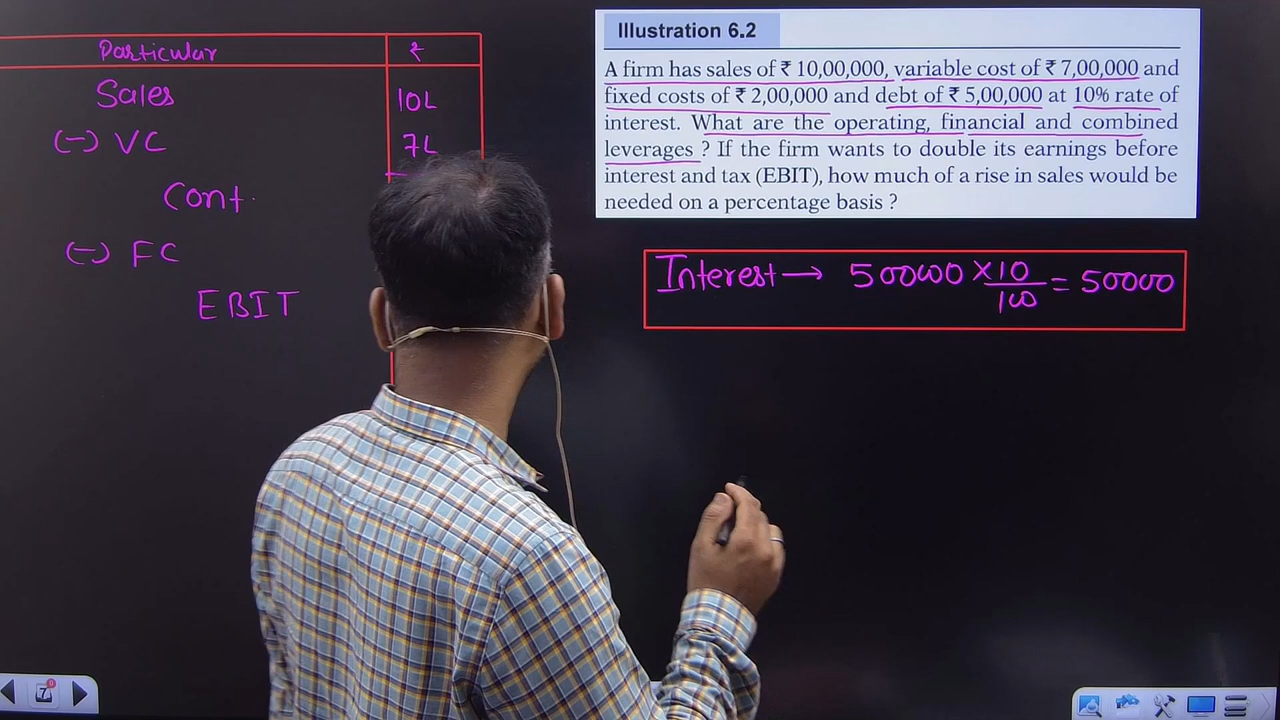 Particular ₹
Sales 10L
(-) VC 7L
Cont.
(-) FC
EBIT
Illustration 6.2
A firm has sales of ₹ 10,00,000, variable cost of ₹ 7,00,000 and
fixed costs of ₹ 2,00,000 and debt of ₹ 5,00,000 at 10% rate of
interest. What are the operating, financial and combined
leverages ? If the firm wants to double its earnings before
interest and tax (EBIT), how much of a rise in sales would be
needed on a percentage basis ?
Interest → 500000 × 10/100 = 50000
7